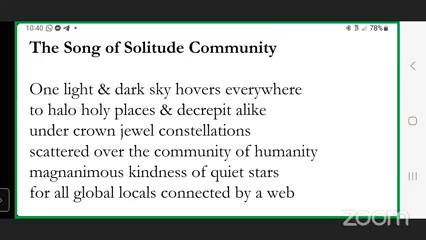 10:40
78%
The Song of Solitude Community
One light & dark sky hovers everywhere
to halo holy places & decrepit alike
under crown jewel constellations
scattered over the community of humanity
magnanimous kindness of quiet stars
for all global locals connected by a web
zoom